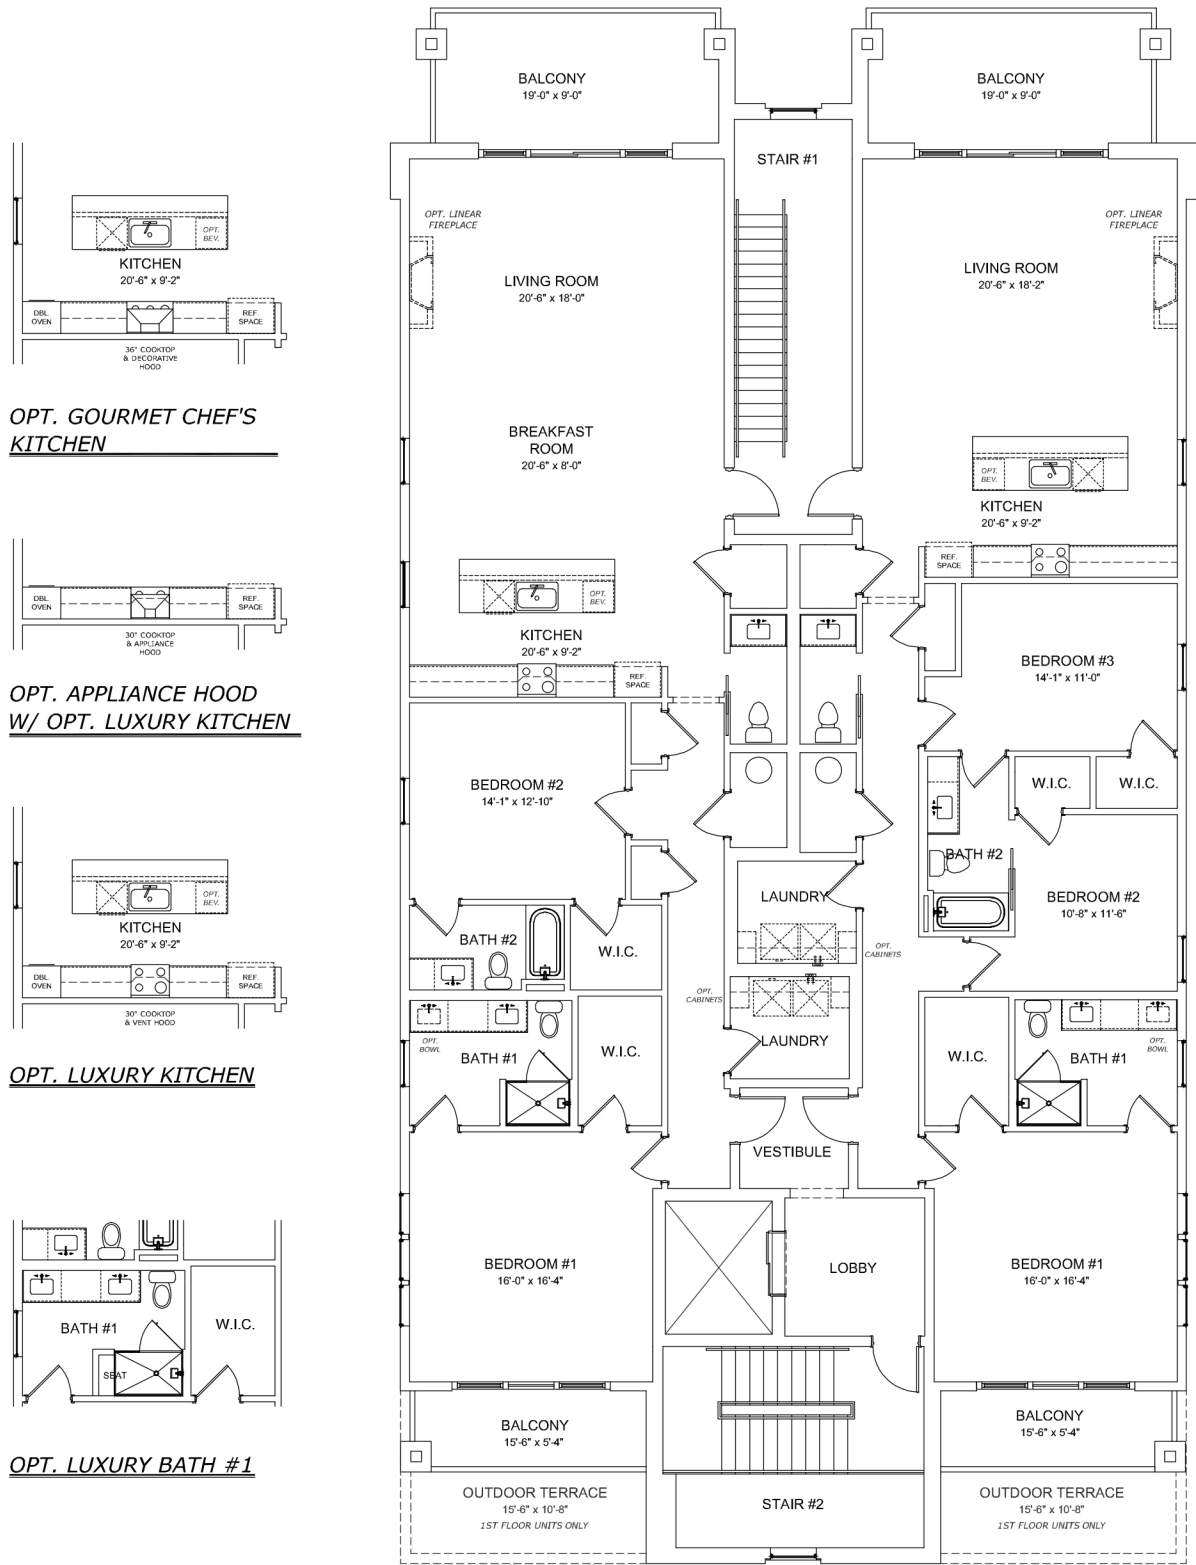 BALCONY
19'-0" x 9'-0"
BALCONY
19'-0" x 9'-0"
STAIR #1
OPT. LINEAR
FIREPLACE
OPT. LINEAR
FIREPLACE
LIVING ROOM
20'-6" x 18'-0"
LIVING ROOM
20'-6" x 18'-2"
BREAKFAST
ROOM
20'-6" x 8'-0"
OPT.
BEV.
KITCHEN
20'-6" x 9'-2"
REF.
SPACE
OPT.
BEV.
KITCHEN
20'-6" x 9'-2"
REF.
SPACE
BEDROOM #3
14'-1" x 11'-0"
BEDROOM #2
14'-1" x 12'-10"
W.I.C.
W.I.C.
BATH #2
LAUNDRY
BEDROOM #2
10'-8" x 11'-6"
BATH #2
W.I.C.
OPT.
CABINETS
OPT.
CABINETS
OPT.
BOWL
BATH #1
W.I.C.
LAUNDRY
W.I.C.
BATH #1
OPT.
BOWL
VESTIBULE
BEDROOM #1
16'-0" x 16'-4"
LOBBY
BEDROOM #1
16'-0" x 16'-4"
BALCONY
15'-6" x 5'-4"
BALCONY
15'-6" x 5'-4"
OUTDOOR TERRACE
15'-6" x 10'-8"
1ST FLOOR UNITS ONLY
STAIR #2
OUTDOOR TERRACE
15'-6" x 10'-8"
1ST FLOOR UNITS ONLY
OPT.
BEV.
KITCHEN
20'-6" x 9'-2"
DBL.
OVEN
REF.
SPACE
36" COOKTOP
& DECORATIVE
HOOD
OPT. GOURMET CHEF'S
KITCHEN
DBL.
OVEN
REF.
SPACE
30" COOKTOP
& APPLIANCE
HOOD
OPT. APPLIANCE HOOD
W/ OPT. LUXURY KITCHEN
OPT.
BEV.
KITCHEN
20'-6" x 9'-2"
DBL.
OVEN
REF.
SPACE
30" COOKTOP
& VENT HOOD
OPT. LUXURY KITCHEN
BATH #1
W.I.C.
SEAT
OPT. LUXURY BATH #1